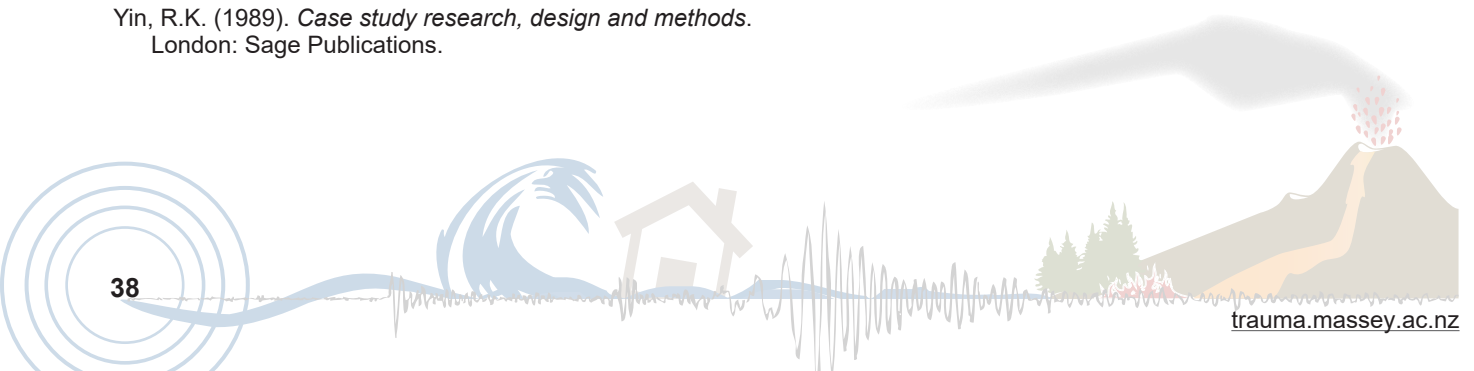 Yin, R.K. (1989). Case study research, design and methods.
London: Sage Publications.
38
trauma.massey.ac.nz